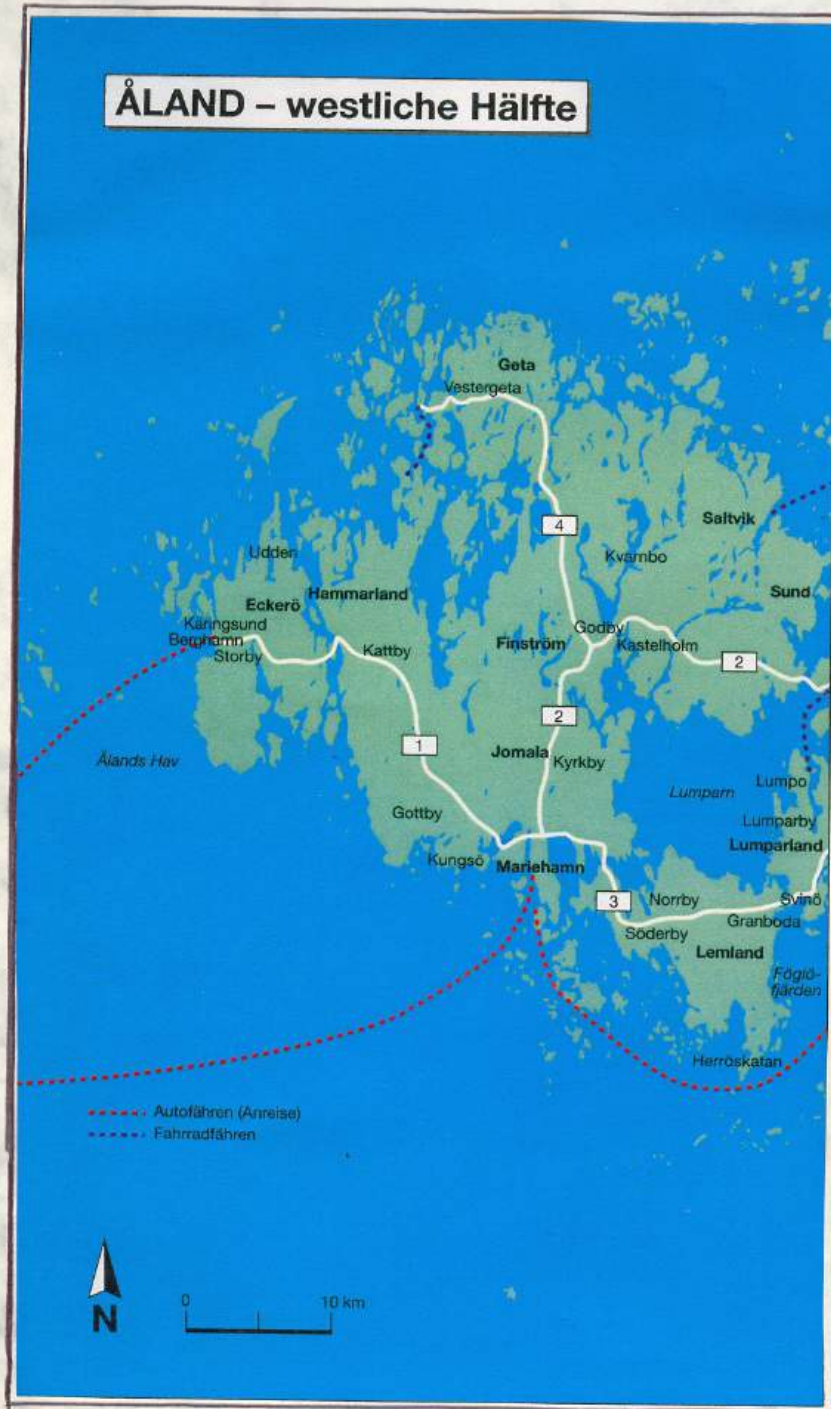 ÅLAND – westliche Hälfte
Geta
Vestergeta
4
Saltvik
Kvambo
Udden
Hammarland
Eckerö
Sund
Käringsund
Berghamn
Storby
Kattby
Finström
Godby
Kastelholm
2
2
1
Jomala
Kyrkby
Ålands Hav
Lumparn
Lumpo
Gottby
Lumparby
Lumparland
Kungsö
Mariehamn
3
Norrby
Svinö
Granboda
Söderby
Lemland
Föglö-
fjärden
Herröskatan
Autofähren (Anreise)
Fahrradfähren
N
0 10 km